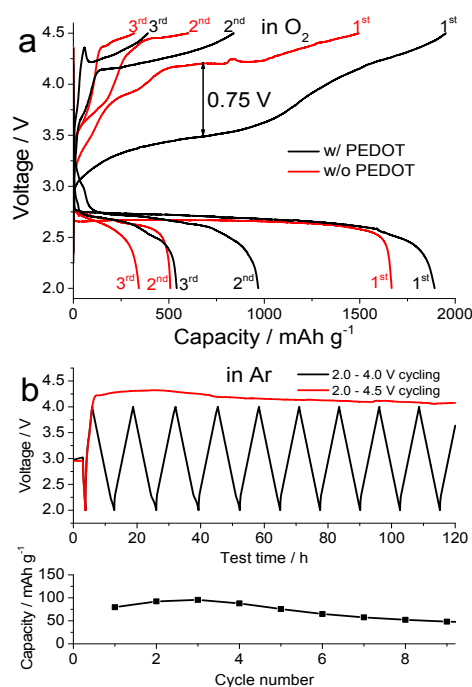 a
in O2
4.5
4.0
3.5
3.0
2.5
2.0
Voltage / V
3rd 3rd 2nd 2nd 1st 1st
0.75 V
w/ PEDOT
w/o PEDOT
3rd 2nd 3rd 2nd 1st 1st
0 250 500 750 1000 1250 1500 1750 2000
Capacity / mAh g-1
b
in Ar
4.5
4.0
3.5
3.0
2.5
2.0
Voltage / V
2.0 - 4.0 V cycling
2.0 - 4.5 V cycling
0 20 40 60 80 100 120
Test time / h
150
100
50
0
Capacity / mAh g-1
0 2 4 6 8
Cycle number